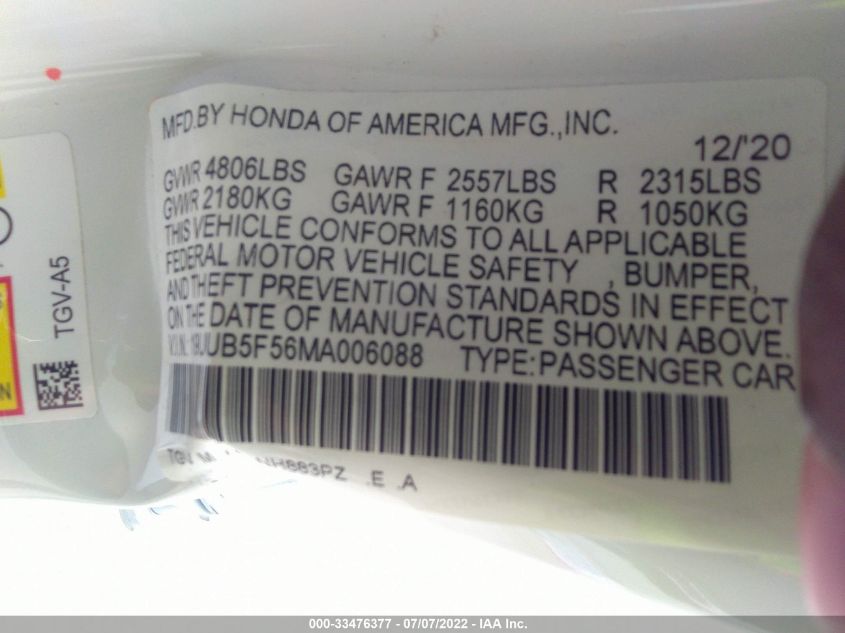 MFD.BY HONDA OF AMERICA MFG.,INC.
12/'20
GVWR 4806LBS GAWR F 2557LBS R 2315LBS
GVWR 2180KG GAWR F 1160KG R 1050KG
THIS VEHICLE CONFORMS TO ALL APPLICABLE
FEDERAL MOTOR VEHICLE SAFETY , BUMPER,
AND THEFT PREVENTION STANDARDS IN EFFECT
ON THE DATE OF MANUFACTURE SHOWN ABOVE.
V.I.N.: 19UUB5F56MA006088 TYPE:PASSENGER CAR
NH883PZ .E .A
TGV-A5
000-33476377 - 07/07/2022 - IAA Inc.